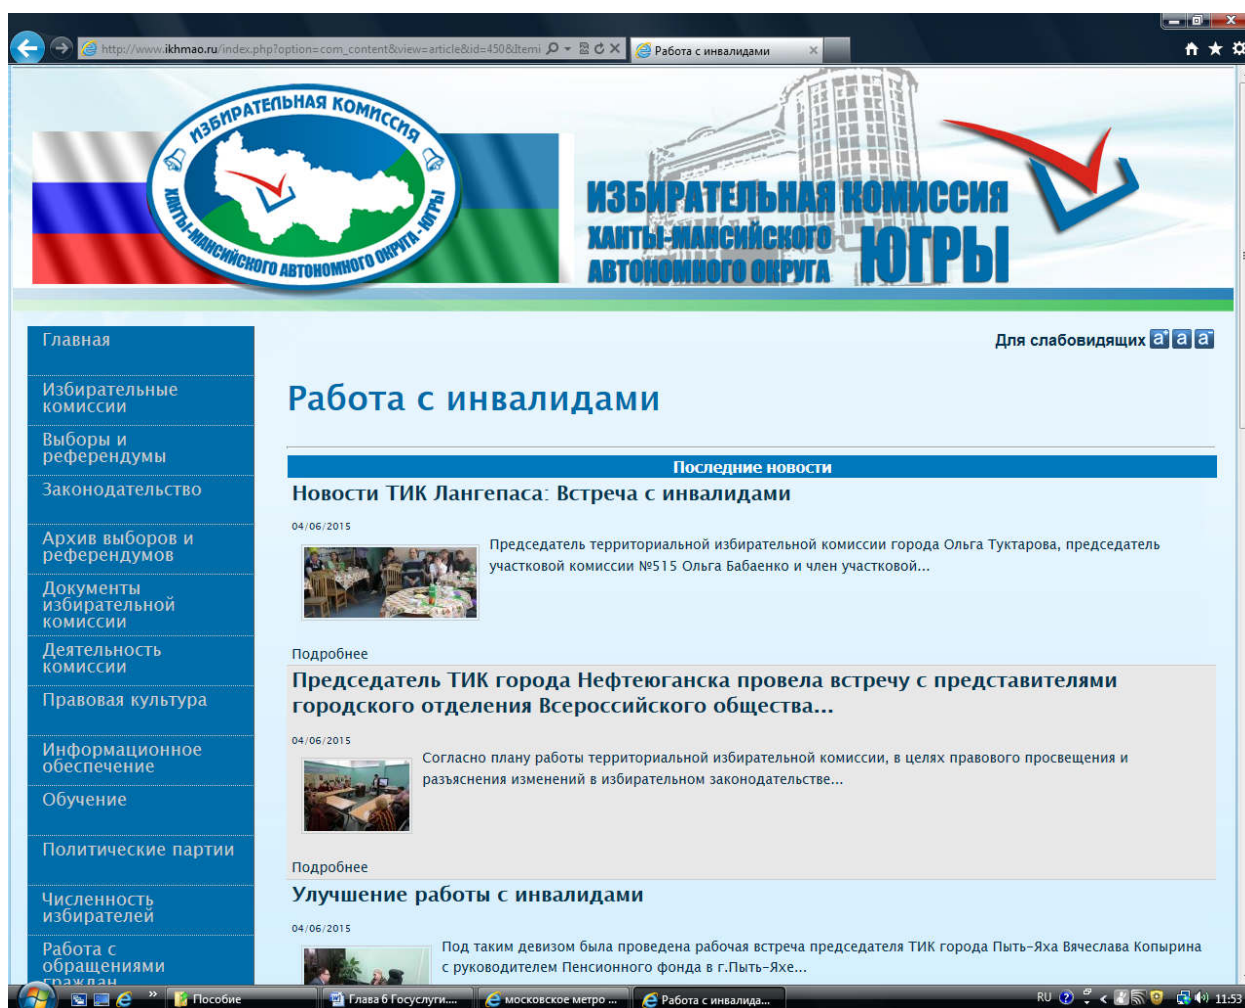 http://www.ikhmao.ru/index.php?option=com_content&view=article&id=450&Itemi
Работа с инвалидами
ИЗБИРАТЕЛЬНАЯ КОМИССИЯ
ХАНТЫ-МАНСИЙСКОГО АВТОНОМНОГО ОКРУГА-ЮГРЫ
ИЗБИРАТЕЛЬНАЯ КОМИССИЯ
ХАНТЫ-МАНСИЙСКОГО
АВТОНОМНОГО ОКРУГА ЮГРЫ
Главная
Избирательные
комиссии
Выборы и
референдумы
Законодательство
Архив выборов и
референдумов
Документы
избирательной
комиссии
Деятельность
комиссии
Правовая культура
Информационное
обеспечение
Обучение
Политические партии
Численность
избирателей
Работа с
обращениями
граждан
Для слабовидящих a+ a a-
Работа с инвалидами
Последние новости
Новости ТИК Лангепаса: Встреча с инвалидами
04/06/2015
Председатель территориальной избирательной комиссии города Ольга Туктарова, председатель
участковой комиссии №515 Ольга Бабаенко и член участковой...
Подробнее
Председатель ТИК города Нефтеюганска провела встречу с представителями
городского отделения Всероссийского общества...
04/06/2015
Согласно плану работы территориальной избирательной комиссии, в целях правового просвещения и
разъяснения изменений в избирательном законодательстве...
Подробнее
Улучшение работы с инвалидами
04/06/2015
Под таким девизом была проведена рабочая встреча председателя ТИК города Пыть-Яха Вячеслава Копырина
с руководителем Пенсионного фонда в г.Пыть-Яхе...
Пособие
Глава 6 Госуслуги....
московское метро ...
Работа с инвалида...
RU
11:53